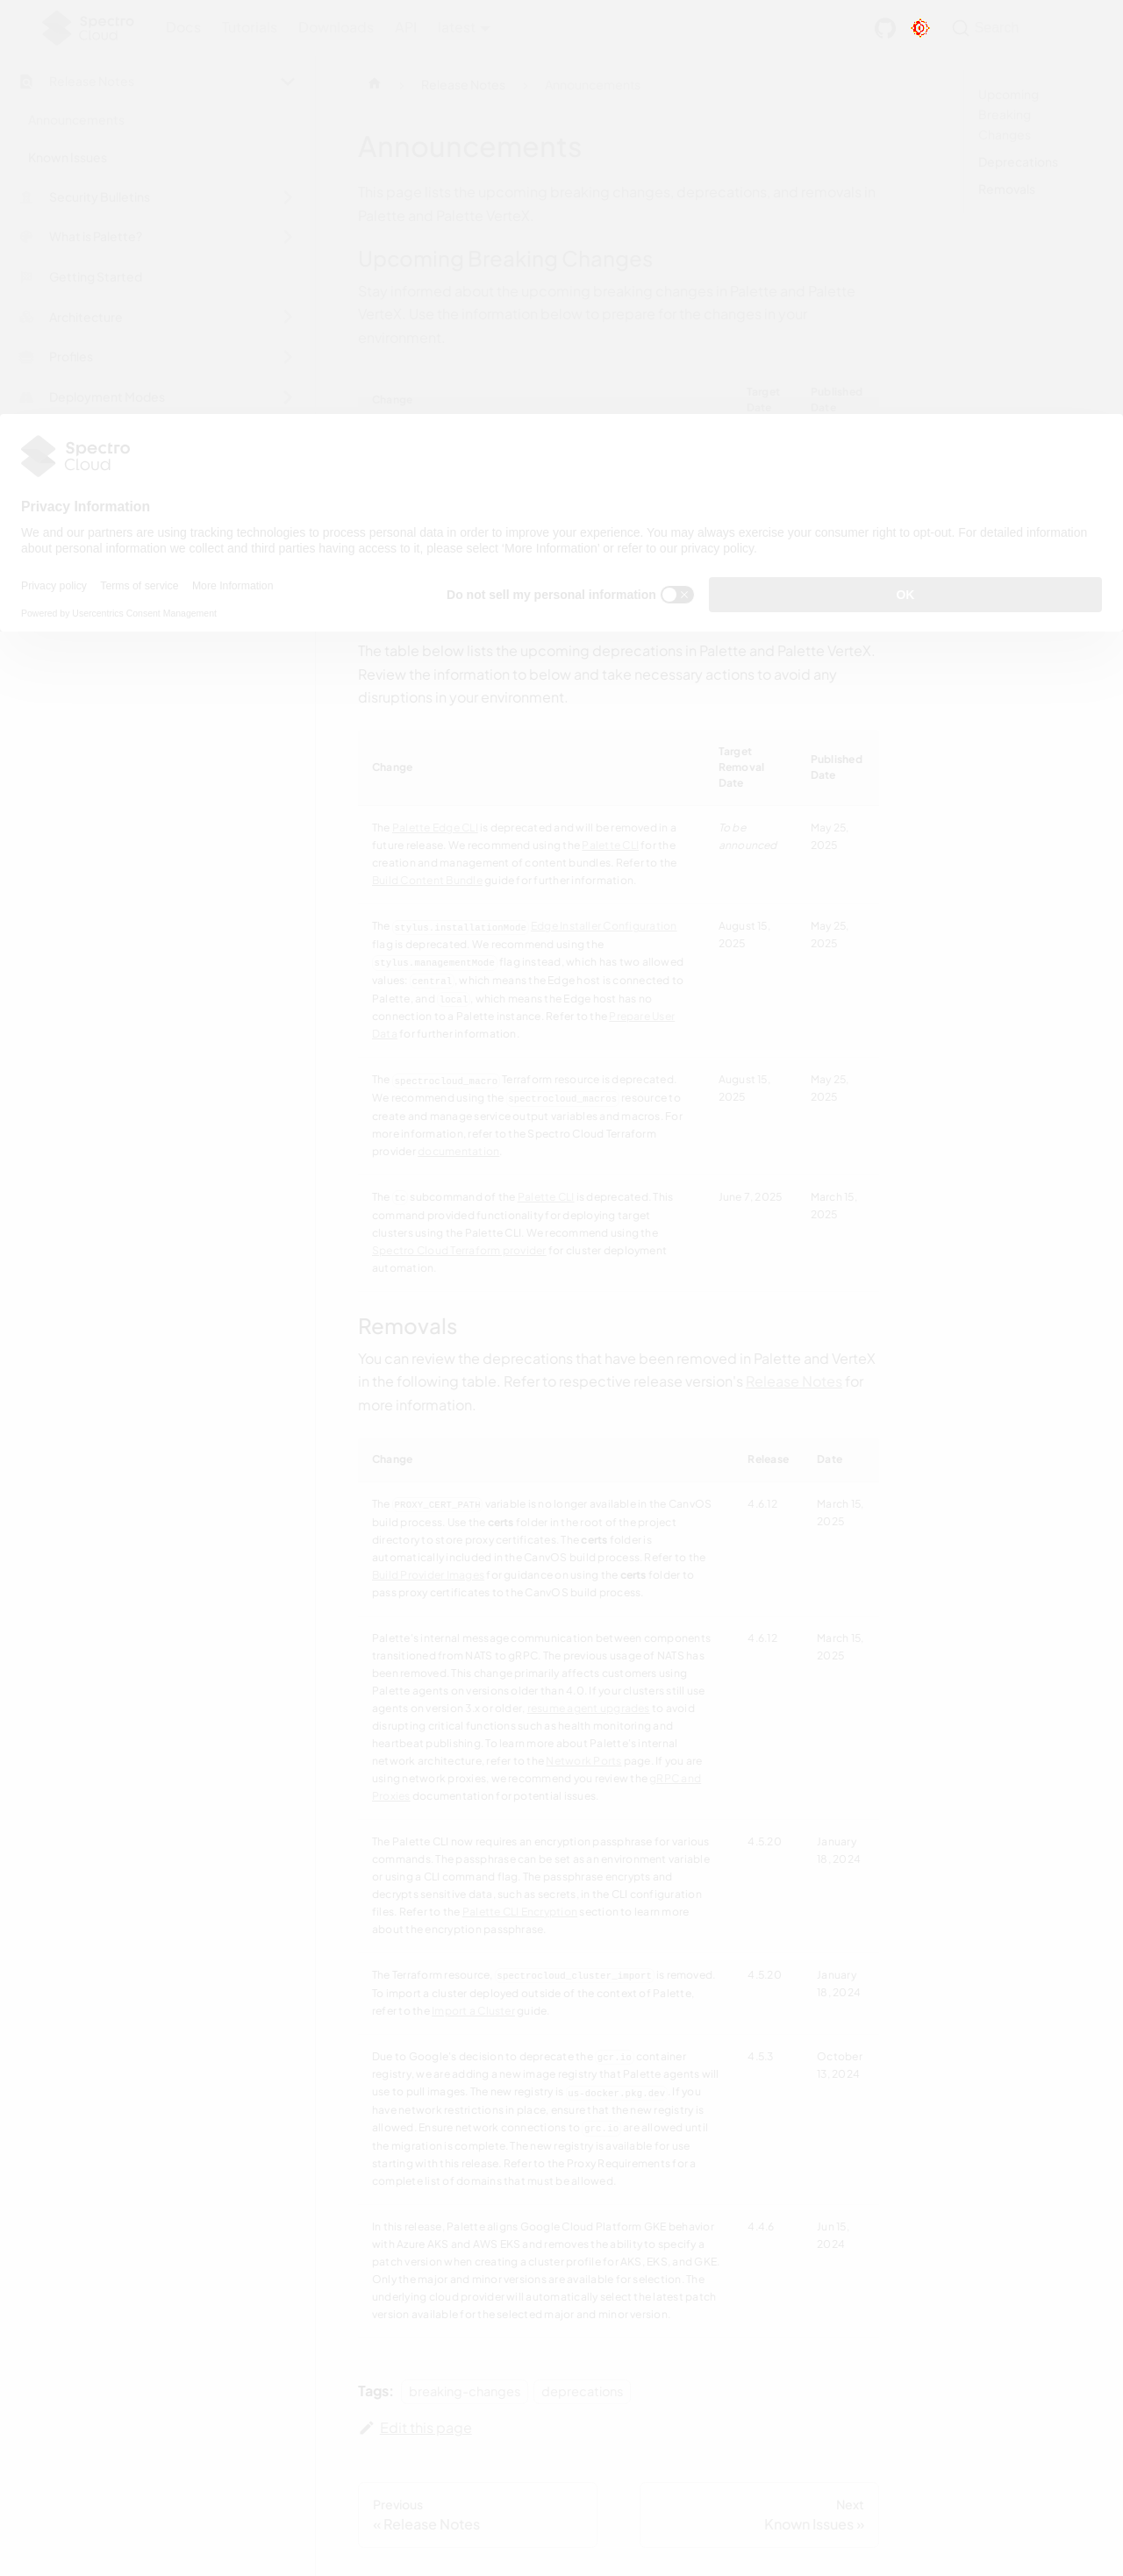 Spectro
Cloud
Docs
Tutorials
Downloads
API
latest
Search
Release Notes
Announcements
Known Issues
Security Bulletins
What is Palette?
Getting Started
Architecture
Profiles
Deployment Modes
Release Notes
Announcements
Upcoming
Breaking
Changes
Deprecations
Removals
Announcements
This page lists the upcoming breaking changes, deprecations, and removals in
Palette and Palette VerteX.
Upcoming Breaking Changes
Stay informed about the upcoming breaking changes in Palette and Palette
VerteX. Use the information below to prepare for the changes in your
environment.
Change
Target
Date
Published
Date
Spectro
Cloud
Privacy Information
We and our partners are using tracking technologies to process personal data in order to improve your experience. You may always exercise your consumer right to opt-out. For detailed information
about personal information we collect and third parties having access to it, please select 'More Information' or refer to our privacy policy.
Privacy policy
Terms of service
More Information
Powered by Usercentrics Consent Management
Do not sell my personal information
OK
The table below lists the upcoming deprecations in Palette and Palette VerteX.
Review the information to below and take necessary actions to avoid any
disruptions in your environment.
Change
Target
Removal
Date
Published
Date
The Palette Edge CLI is deprecated and will be removed in a
future release. We recommend using the Palette CLI for the
creation and management of content bundles. Refer to the
Build Content Bundle guide for further information.
To be
announced
May 25,
2025
The stylus.installationMode Edge Installer Configuration
flag is deprecated. We recommend using the
stylus.managementMode flag instead, which has two allowed
values: central, which means the Edge host is connected to
Palette, and local, which means the Edge host has no
connection to a Palette instance. Refer to the Prepare User
Data for further information.
August 15,
2025
May 25,
2025
The spectrocloud_macro Terraform resource is deprecated.
We recommend using the spectrocloud_macros resource to
create and manage service output variables and macros. For
more information, refer to the Spectro Cloud Terraform
provider documentation.
August 15,
2025
May 25,
2025
The tc subcommand of the Palette CLI is deprecated. This
command provided functionality for deploying target
clusters using the Palette CLI. We recommend using the
Spectro Cloud Terraform provider for cluster deployment
automation.
June 7, 2025
March 15,
2025
Removals
You can review the deprecations that have been removed in Palette and VerteX
in the following table. Refer to respective release version's Release Notes for
more information.
Change
Release
Date
The PROXY_CERT_PATH variable is no longer available in the CanvOS
build process. Use the certs folder in the root of the project
directory to store proxy certificates. The certs folder is
automatically included in the CanvOS build process. Refer to the
Build Provider Images for guidance on using the certs folder to
pass proxy certificates to the CanvOS build process.
4.6.12
March 15,
2025
Palette's internal message communication between components
transitioned from NATS to gRPC. The previous usage of NATS has
been removed. This change primarily affects customers using
Palette agents on versions older than 4.0. If your clusters still use
agents on version 3.x or older, resume agent upgrades to avoid
disrupting critical functions such as health monitoring and
heartbeat publishing. To learn more about Palette's internal
network architecture, refer to the Network Ports page. If you are
using network proxies, we recommend you review the gRPC and
Proxies documentation for potential issues.
4.6.12
March 15,
2025
The Palette CLI now requires an encryption passphrase for various
commands. The passphrase can be set as an environment variable
or using a CLI command flag. The passphrase encrypts and
decrypts sensitive data, such as secrets, in the CLI configuration
files. Refer to the Palette CLI Encryption section to learn more
about the encryption passphrase.
4.5.20
January
18, 2024
The Terraform resource, spectrocloud_cluster_import is removed.
To import a cluster deployed outside of the context of Palette,
refer to the Import a Cluster guide.
4.5.20
January
18, 2024
Due to Google's decision to deprecate the gcr.io container
registry, we are adding a new image registry that Palette agents will
use to pull images. The new registry is us-docker.pkg.dev. If you
have network restrictions in place, ensure that the new registry is
allowed. Ensure network connections to grc.io are allowed until
the migration is complete. The new registry is available for use
starting with this release. Refer to the Proxy Requirements for a
complete list of domains that must be allowed.
4.5.3
October
13, 2024
In this release, Palette aligns Google Cloud Platform GKE behavior
with Azure AKS and AWS EKS and removes the ability to specify a
patch version when creating a cluster profile for AKS, EKS, and GKE.
Only the major and minor versions are available for selection. The
underlying cloud provider will automatically select the latest patch
version available for the selected major and minor version.
4.4.6
Jun 15,
2024
Tags:
breaking-changes
deprecations
Edit this page
Previous
« Release Notes
Next
Known Issues »